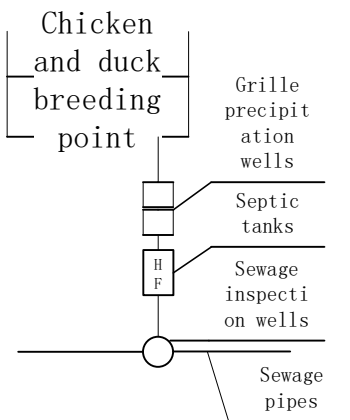 Chicken
and duck
breeding
point
Grille
precipit
ation
wells
Septic
tanks
H
F
Sewage
inspecti
on wells
Sewage
pipes